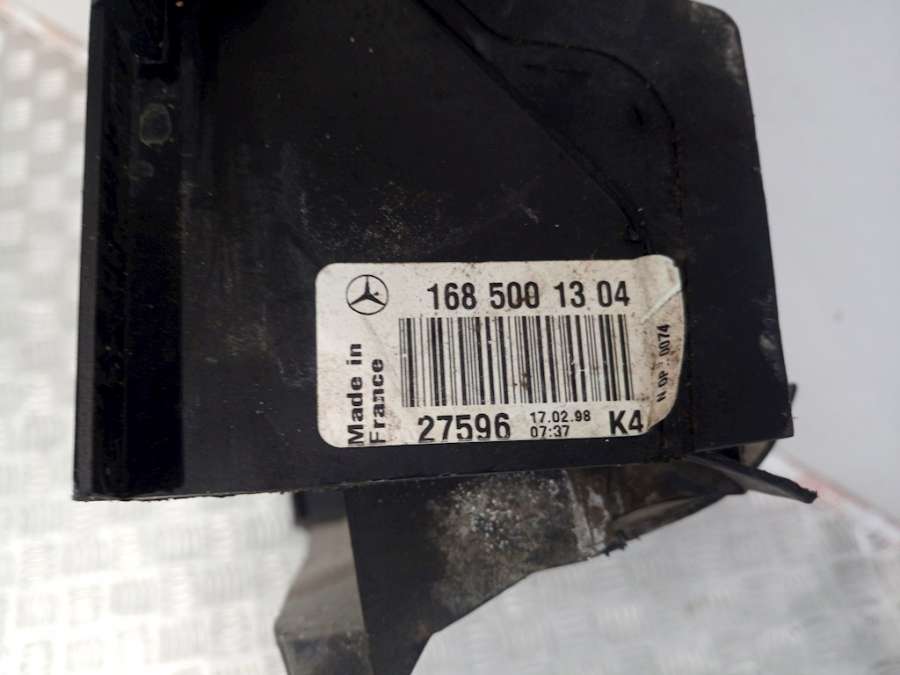 168 500 13 04
Made in
France
27596
17.02.98
07:37
K4
N.OP : 0074